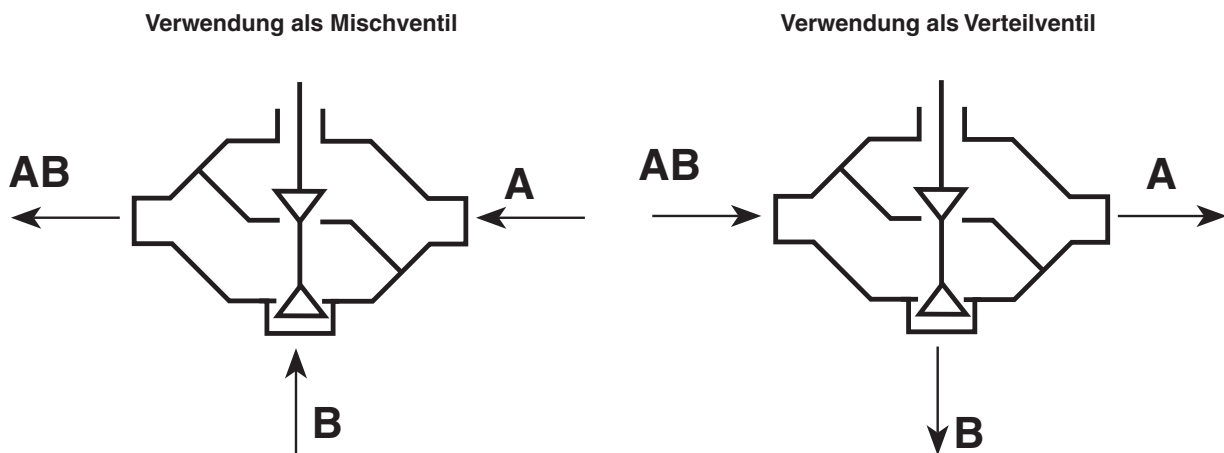 Verwendung als Mischventil
AB
A
B
Verwendung als Verteilventil
AB
A
B